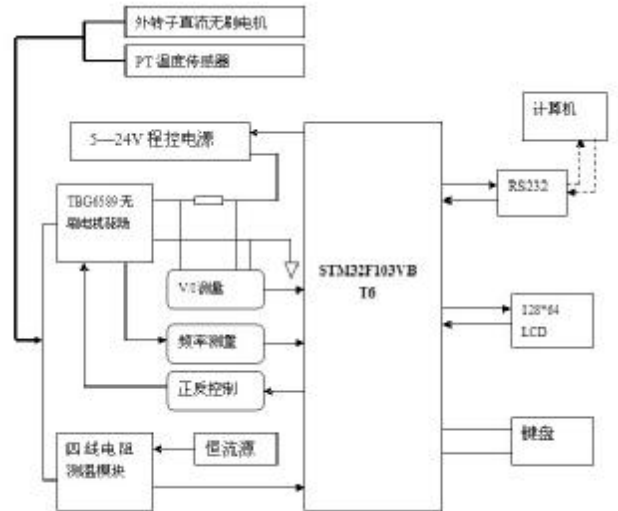 外转子直流无刷电机
PT 温度传感器
5—24V 程控电源
TBG6589 无
刷电机驱动
V/I 测量
频率测量
正反控制
四线电阻
测温模块
恒流源
STM32F103VB
T6
计算机
RS232
128*64
LCD
键盘